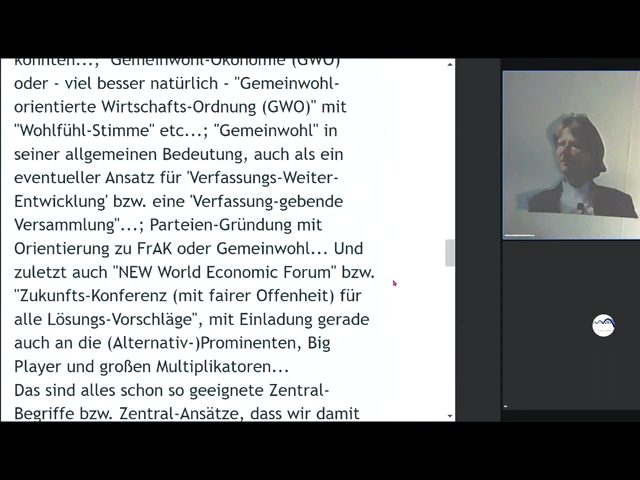 konnten..., "Gemeinwohl-Ökonomie (GWÖ)"
oder - viel besser natürlich - "Gemeinwohl-
orientierte Wirtschafts-Ordnung (GWO)" mit
"Wohlfühl-Stimme" etc...; "Gemeinwohl" in
seiner allgemeinen Bedeutung, auch als ein
eventueller Ansatz für 'Verfassungs-Weiter-
Entwicklung' bzw. eine 'Verfassung-gebende
Versammlung"...; Parteien-Gründung mit
Orientierung zu FrAK oder Gemeinwohl... Und
zuletzt auch "NEW World Economic Forum" bzw.
"Zukunfts-Konferenz (mit fairer Offenheit) für
alle Lösungs-Vorschläge", mit Einladung gerade
auch an die (Alternativ-)Prominenten, Big
Player und großen Multiplikatoren...
Das sind alles schon so geeignete Zentral-
Begriffe bzw. Zentral-Ansätze, dass wir damit